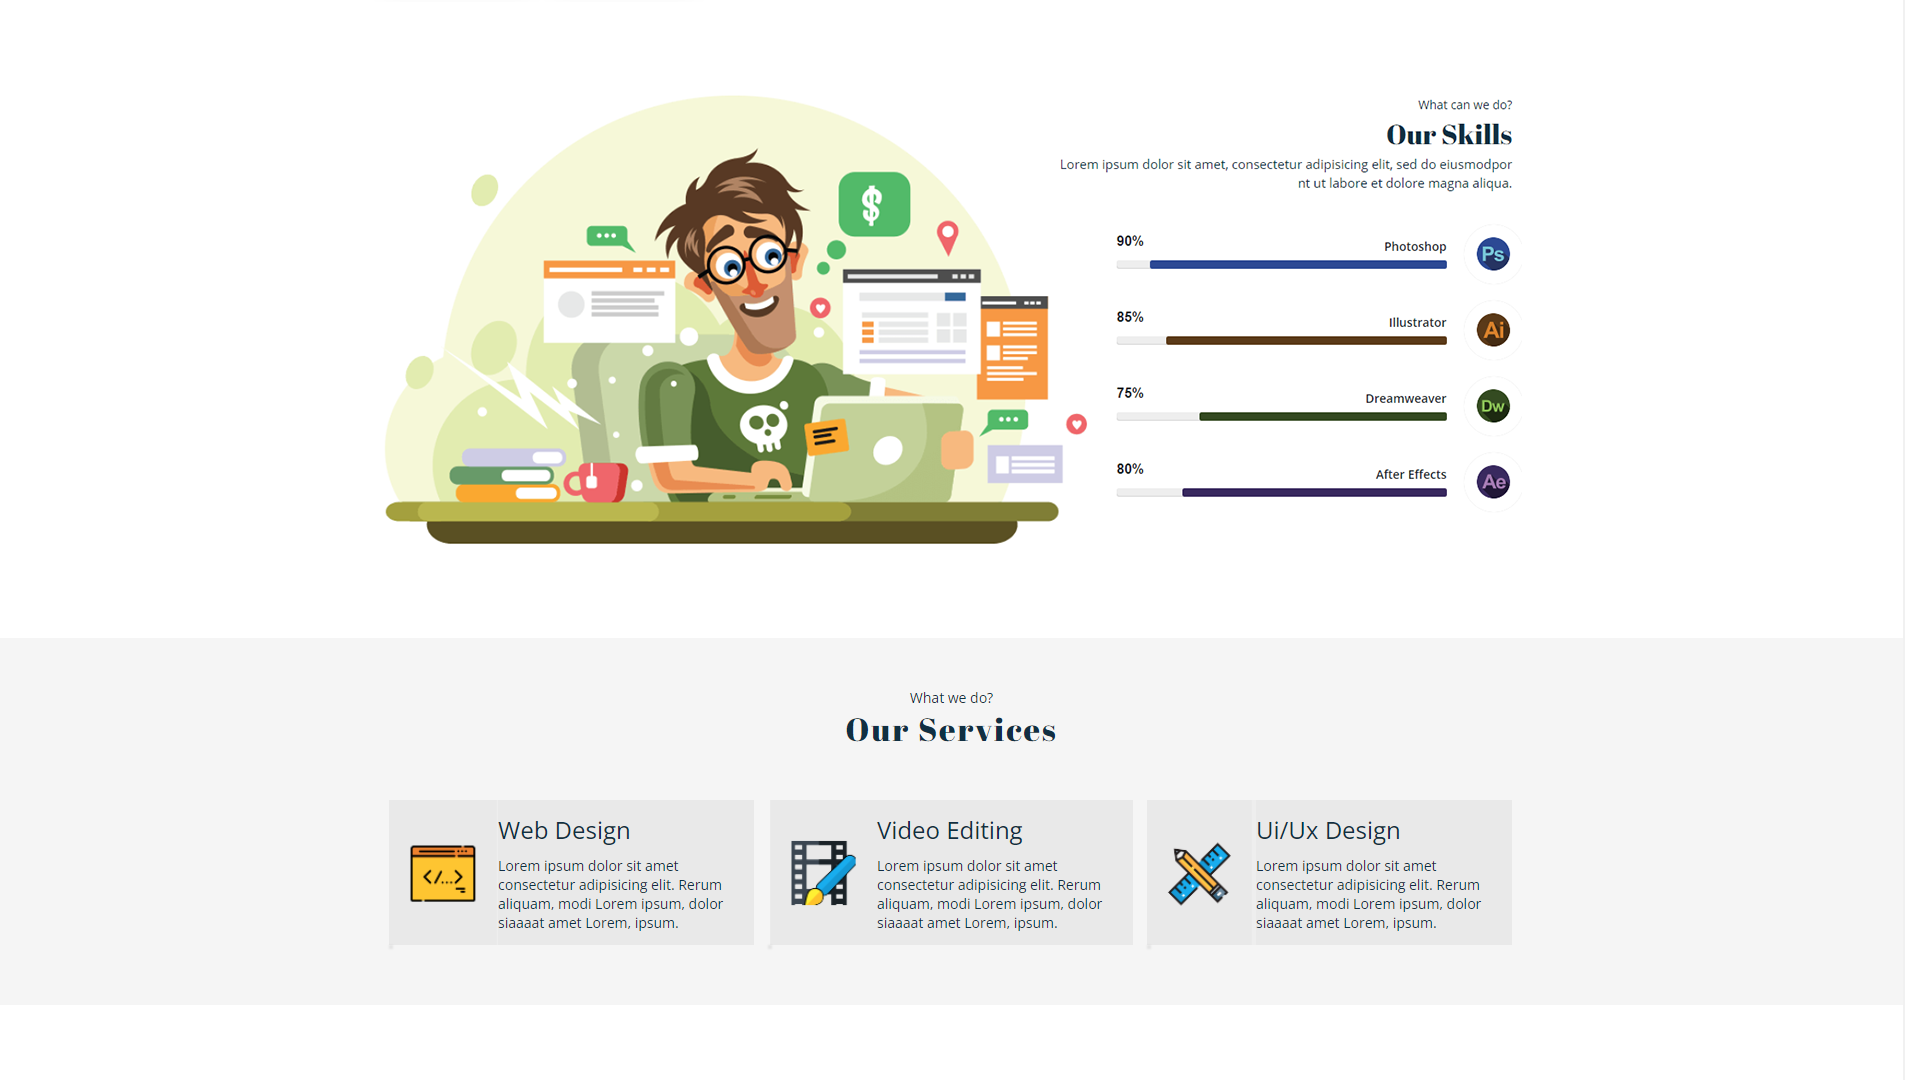 What can we do?
Our Skills
Lorem ipsum dolor sit amet, consectetur adipisicing elit, sed do eiusmodpor
nt ut labore et dolore magna aliqua.
$
90%
Photoshop
Ps
85%
Illustrator
Ai
75%
Dreamweaver
Dw
80%
After Effects
Ae
What we do?
Our Services
Web Design
</...>
Lorem ipsum dolor sit amet
consectetur adipisicing elit. Rerum
aliquam, modi Lorem ipsum, dolor
siaaaat amet Lorem, ipsum.
Video Editing
Lorem ipsum dolor sit amet
consectetur adipisicing elit. Rerum
aliquam, modi Lorem ipsum, dolor
siaaaat amet Lorem, ipsum.
Ui/Ux Design
Lorem ipsum dolor sit amet
consectetur adipisicing elit. Rerum
aliquam, modi Lorem ipsum, dolor
siaaaat amet Lorem, ipsum.